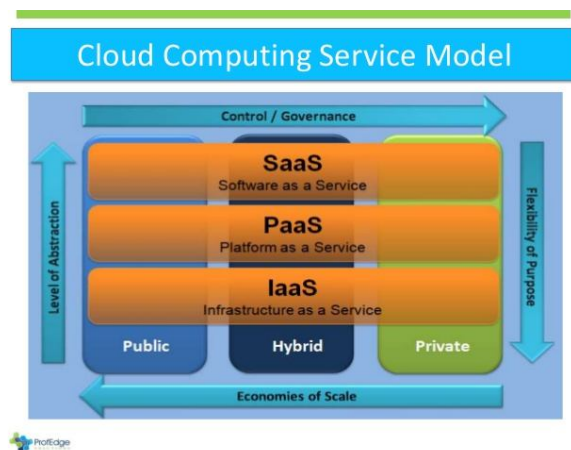 Cloud Computing Service Model
Control / Governance
Level of Abstraction
SaaS
Software as a Service
PaaS
Platform as a Service
IaaS
Infrastructure as a Service
Public
Hybrid
Private
Flexibility of Purpose
Economies of Scale
ProfEdge